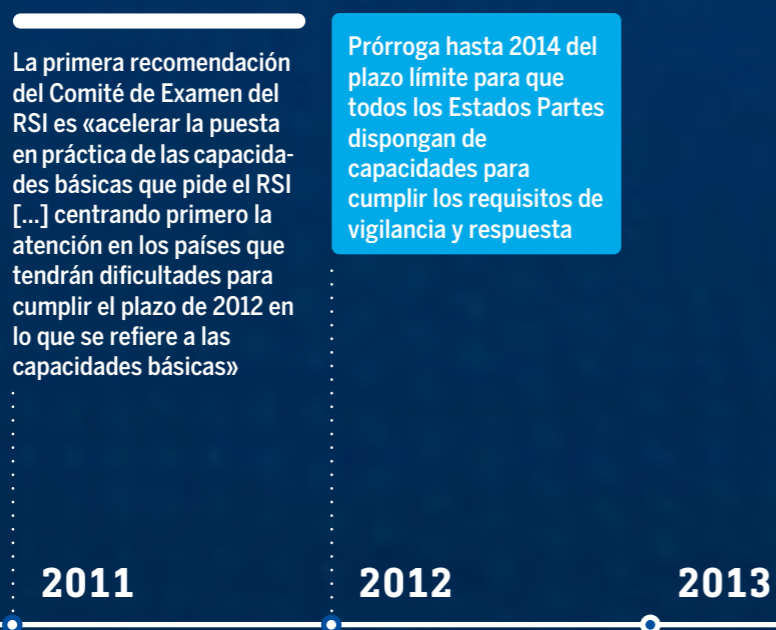 La primera recomendación
del Comité de Examen del
RSI es «acelerar la puesta
en práctica de las capacida-
des básicas que pide el RSI
[...] centrando primero la
atención en los países que
tendrán dificultades para
cumplir el plazo de 2012 en
lo que se refiere a las
capacidades básicas»
Prórroga hasta 2014 del
plazo límite para que
todos los Estados Partes
dispongan de
capacidades para
cumplir los requisitos de
vigilancia y respuesta
2011
2012
2013